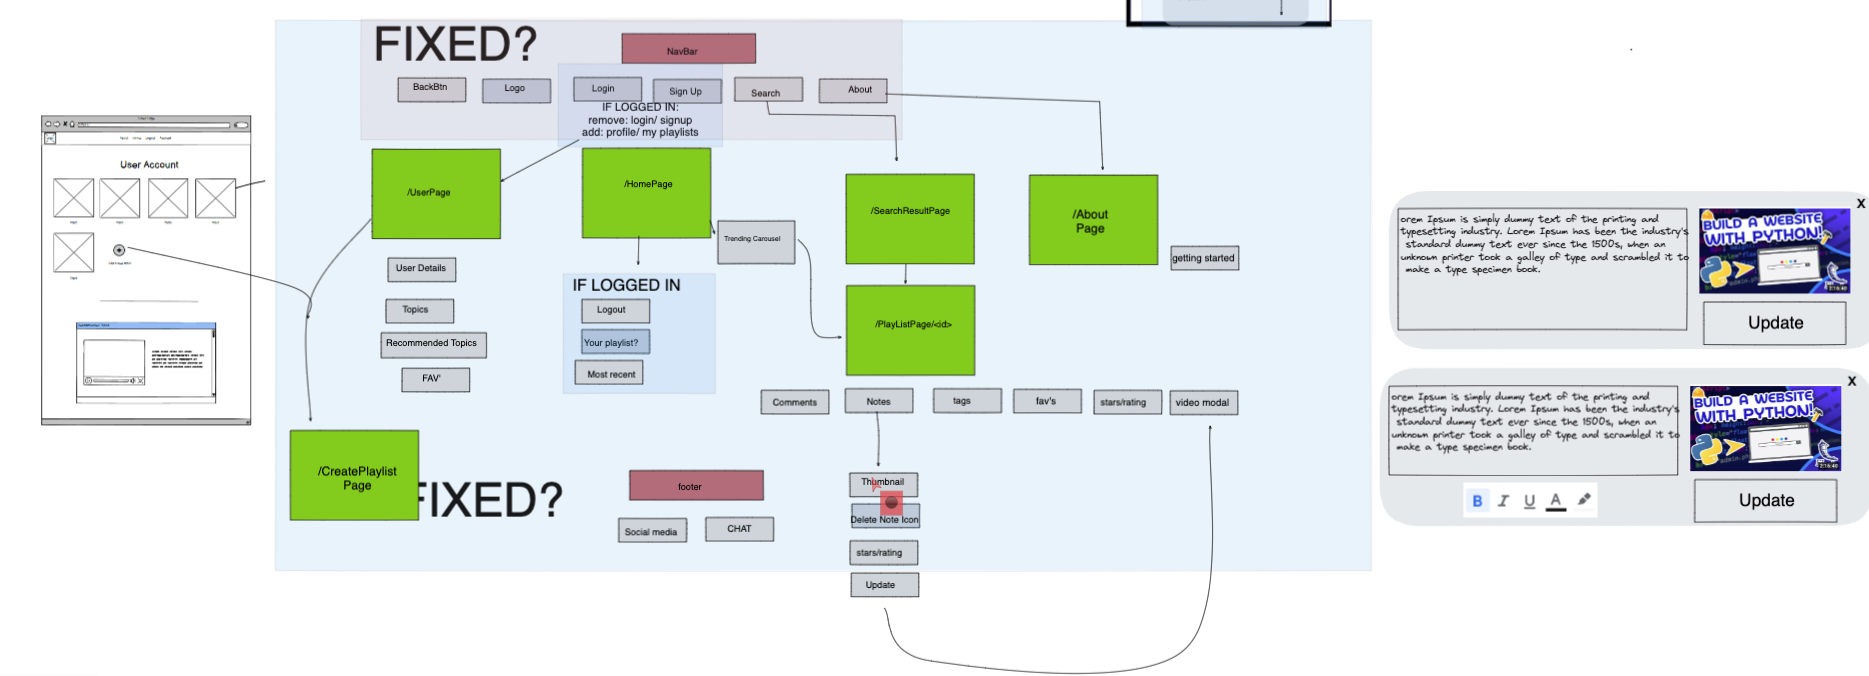 FIXED?
NavBar
BackBtn
Logo
Login
Sign Up
Search
About
IF LOGGED IN:
remove: login/ signup
add: profile/ my playlists
User Account
/UserPage
/HomePage
/SearchResultPage
/About
Page
Trending Carousel
getting started
User Details
Topics
Recommended Topics
FAV'
IF LOGGED IN
Logout
Your playlist?
Most recent
/PlayListPage/<id>
Comments
Notes
tags
fav's
stars/rating
video modal
/CreatePlaylist
Page
FIXED?
footer
Social media
CHAT
Thumbnail
Delete Note Icon
stars/rating
Update
X
orem Ipsum is simply dummy text of the printing and
typesetting industry. Lorem Ipsum has been the industry's
standard dummy text ever since the 1500s, when an
unknown printer took a galley of type and scrambled it to
make a type specimen book.
BUILD A WEBSITE
WITH PYTHON!
2:16:40
Update
X
orem Ipsum is simply dummy text of the printing and
typesetting industry. Lorem Ipsum has been the industry's
standard dummy text ever since the 1500s, when an
unknown printer took a galley of type and scrambled it to
make a type specimen book.
BUILD A WEBSITE
WITH PYTHON!
2:16:40
B I U A
Update